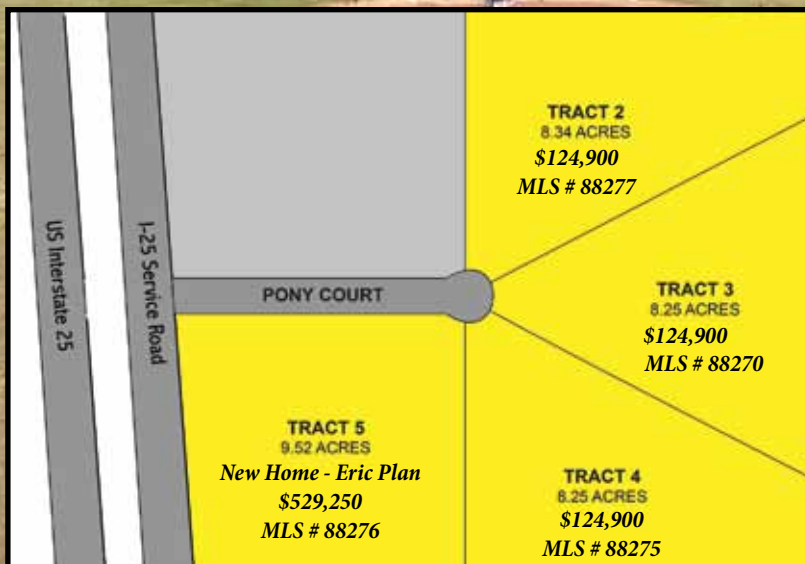 TRACT 2
8.34 ACRES
$124,900
MLS # 88277
US Interstate 25
I-25 Service Road
PONY COURT
TRACT 3
8.25 ACRES
$124,900
MLS # 88270
TRACT 5
9.52 ACRES
New Home - Eric Plan
$529,250
MLS # 88276
TRACT 4
8.25 ACRES
$124,900
MLS # 88275